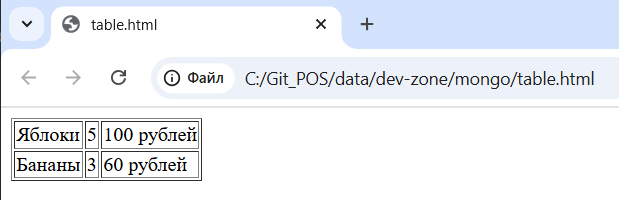 table.html
Файл C:/Git_POS/data/dev-zone/mongo/table.html
Яблоки 5 100 рублей
Бананы 3 60 рублей